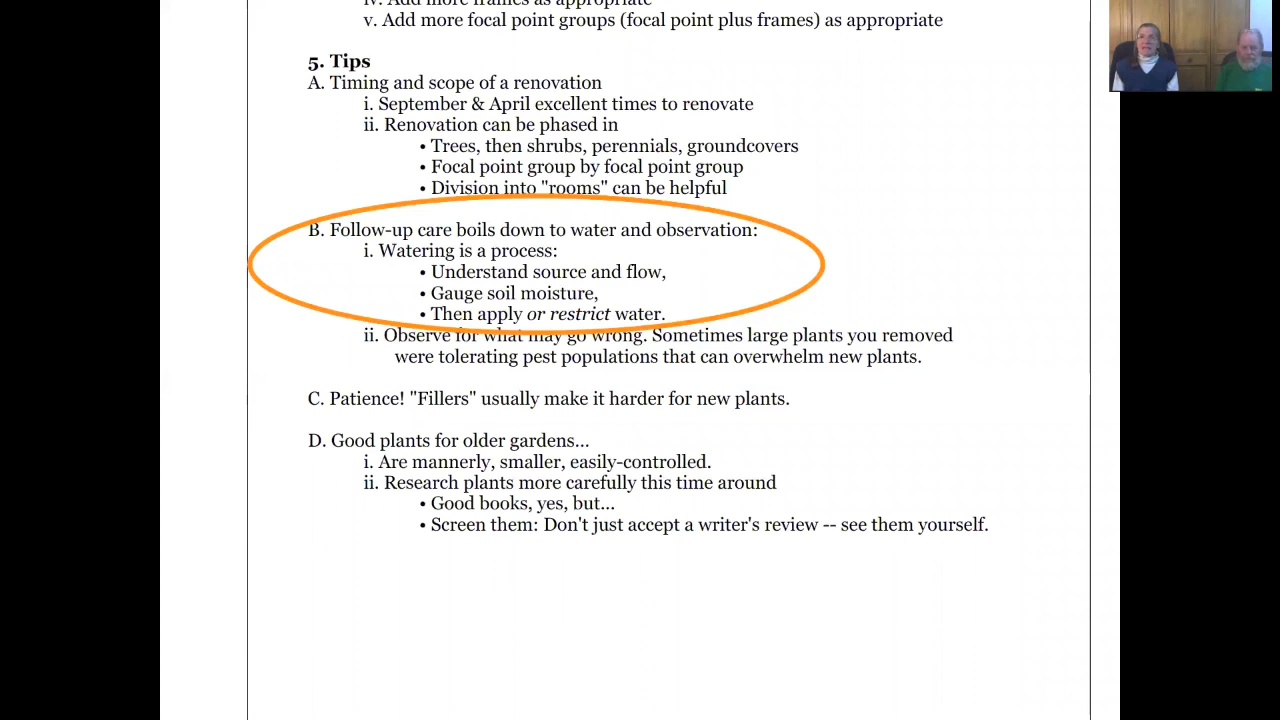 iv. Add more frames as appropriate
v. Add more focal point groups (focal point plus frames) as appropriate
5. Tips
A. Timing and scope of a renovation
i. September & April excellent times to renovate
ii. Renovation can be phased in
• Trees, then shrubs, perennials, groundcovers
• Focal point group by focal point group
• Division into "rooms" can be helpful
B. Follow-up care boils down to water and observation:
i. Watering is a process:
• Understand source and flow,
• Gauge soil moisture,
• Then apply or restrict water.
ii. Observe for what may go wrong. Sometimes large plants you removed
were tolerating pest populations that can overwhelm new plants.
C. Patience! "Fillers" usually make it harder for new plants.
D. Good plants for older gardens...
i. Are mannerly, smaller, easily-controlled.
ii. Research plants more carefully this time around
• Good books, yes, but...
• Screen them: Don't just accept a writer's review -- see them yourself.